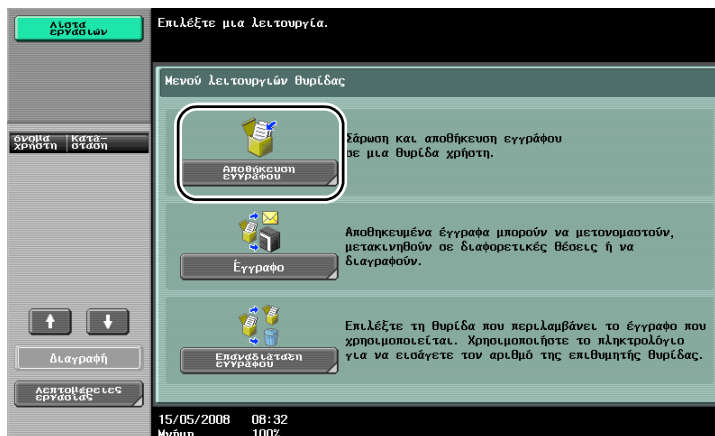 Λίστα
εργασιών
Επιλέξτε μια λειτουργία.
Μενού λειτουργιών θυρίδας
όνομα χρήστη
Κατά-
σταση
Αποθήκευση
εγγράφου
Σάρωση και αποθήκευση εγγράφου
σε μια θυρίδα χρήστη.
Έγγραφο
Αποθηκευμένα έγγραφα μπορούν να μετονομαστούν,
μετακινηθούν σε διαφορετικές θέσεις ή να
διαγραφούν.
Επαναδιάταξη
εγγράφου
Επιλέξτε τη θυρίδα που περιλαμβάνει το έγγραφο που
χρησιμοποιείται. Χρησιμοποιήστε το πληκτρολόγιο
για να εισάγετε τον αριθμό της επιθυμητής θυρίδας.
Διαγραφή
Λεπτομέρειες
εργασίας
15/05/2008 08:32
Μνήμη 100%